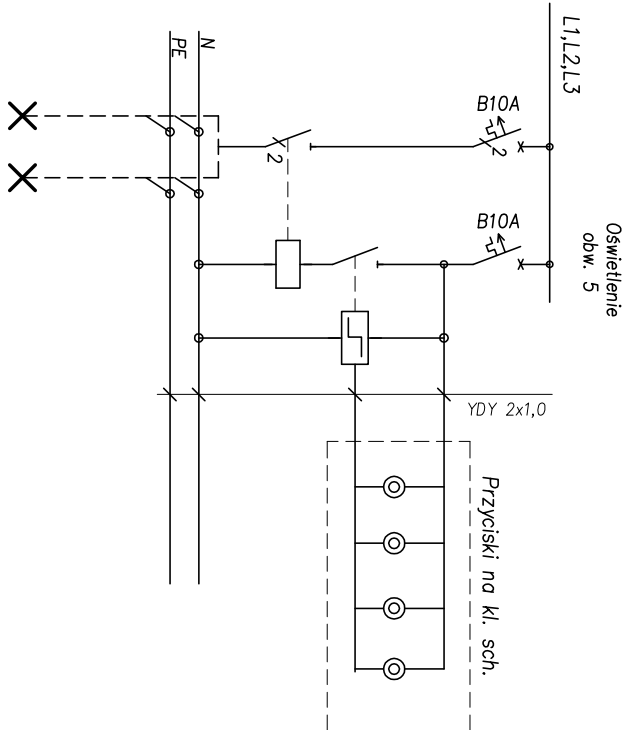 L1,L2,L3
B10A
2
B10A
Oświetlenie
obw. 5
2
N
PE
YDY 2x1,0
Przyciski na kl. sch.